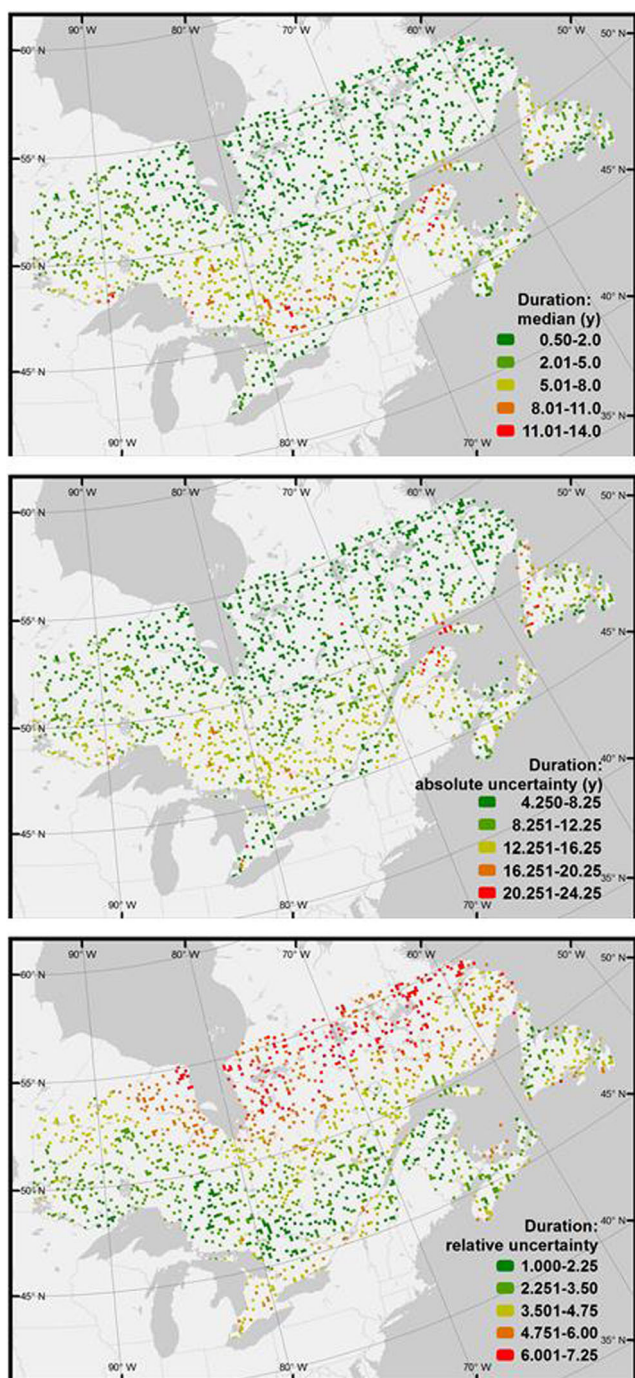 90° W
80° W
70° W
60° W
50° W
50° N
60° N
55° N
50° N
45° N
45° N
40° N
35° N
90° W
80° W
70° W
Duration:
median (y)
0.50-2.0
2.01-5.0
5.01-8.0
8.01-11.0
11.01-14.0
90° W
80° W
70° W
60° W
50° W
50° N
60° N
55° N
50° N
45° N
45° N
40° N
35° N
90° W
80° W
70° W
Duration:
absolute uncertainty (y)
4.250-8.25
8.251-12.25
12.251-16.25
16.251-20.25
20.251-24.25
90° W
80° W
70° W
60° W
50° W
50° N
60° N
55° N
50° N
45° N
45° N
40° N
35° N
90° W
80° W
70° W
Duration:
relative uncertainty
1.000-2.25
2.251-3.50
3.501-4.75
4.751-6.00
6.001-7.25